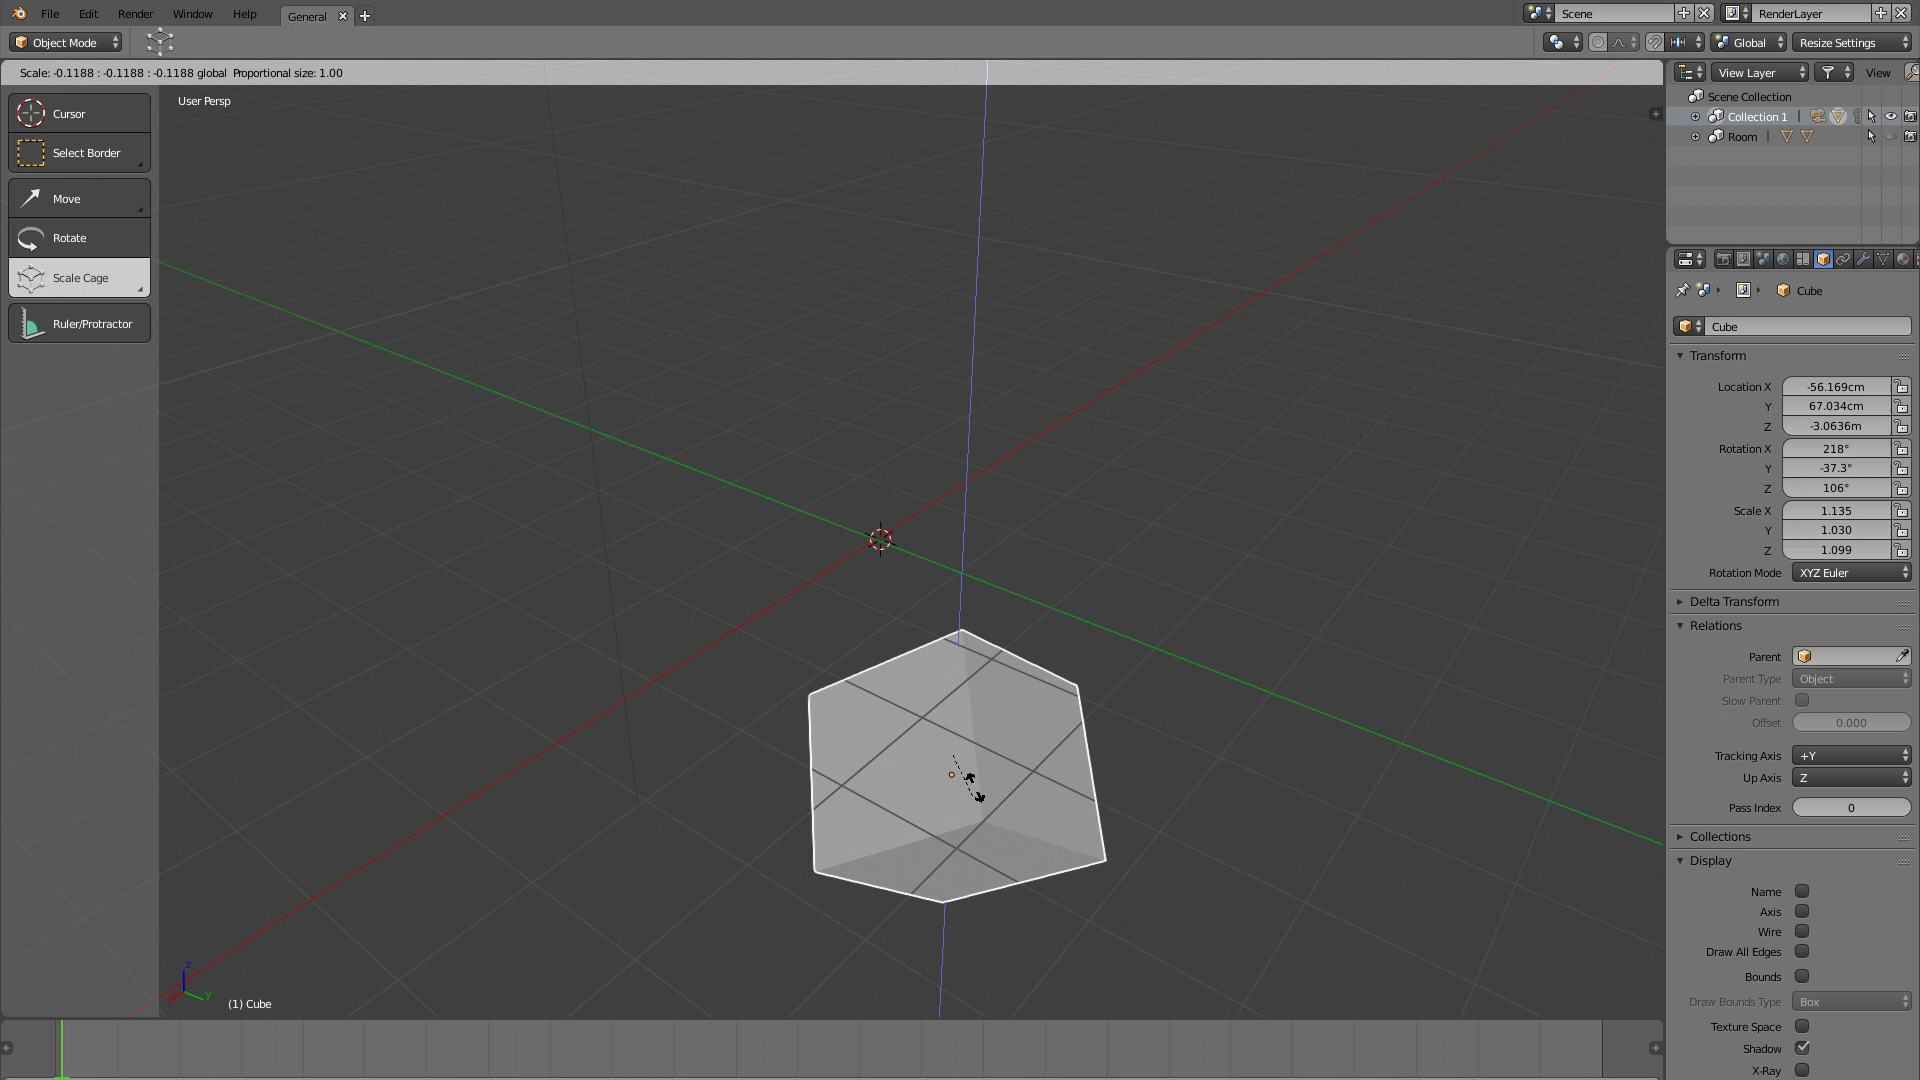 File Edit Render Window Help General Scene RenderLayer
Object Mode Global Resize Settings
Scale: -0.1188 : -0.1188 : -0.1188 global Proportional size: 1.00
User Persp
Cursor
Select Border
Move
Rotate
Scale Cage
Ruler/Protractor
z
y
(1) Cube
View Layer View
Scene Collection
Collection 1
Room
Cube
Cube
Transform
Location X -56.169cm
Y 67.034cm
Z -3.0636m
Rotation X 218°
Y -37.3°
Z 106°
Scale X 1.135
Y 1.030
Z 1.099
Rotation Mode XYZ Euler
Delta Transform
Relations
Parent
Parent Type Object
Slow Parent
Offset 0.000
Tracking Axis +Y
Up Axis Z
Pass Index 0
Collections
Display
Name
Axis
Wire
Draw All Edges
Bounds
Draw Bounds Type Box
Texture Space
Shadow
X-Ray